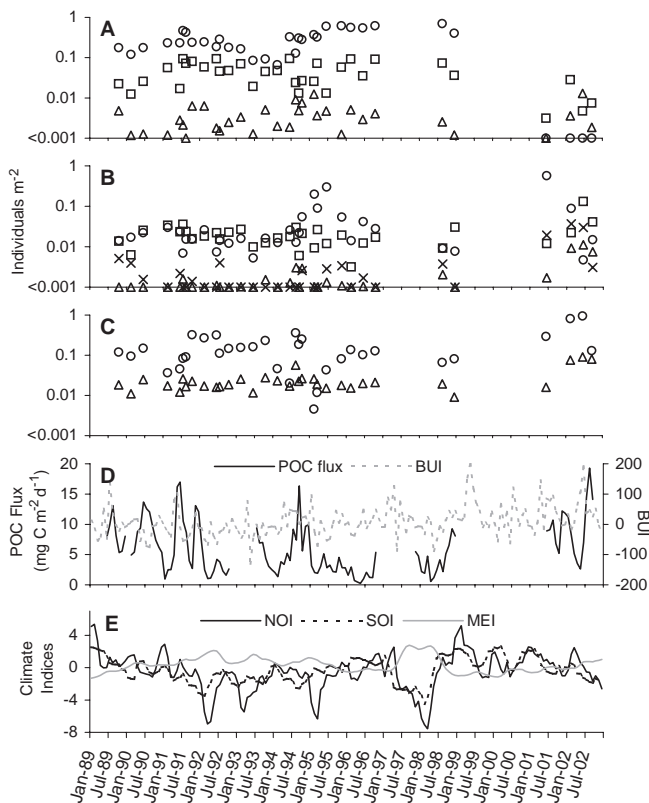 A
1
0.1
0.01
<0.001
B
1
0.1
0.01
<0.001
Individuals m-2
C
1
0.1
0.01
<0.001
D
POC flux BUI
20
15
10
5
0
POC Flux
(mg C m-2 d-1)
200
100
0
-100
-200
BUI
E
NOI SOI MEI
4
0
-4
-8
Climate
Indices
Jan-89
Jul-89
Jan-90
Jul-90
Jan-91
Jul-91
Jan-92
Jul-92
Jan-93
Jul-93
Jan-94
Jul-94
Jan-95
Jul-95
Jan-96
Jul-96
Jan-97
Jul-97
Jan-98
Jul-98
Jan-99
Jul-99
Jan-00
Jul-00
Jan-01
Jul-01
Jan-02
Jul-02